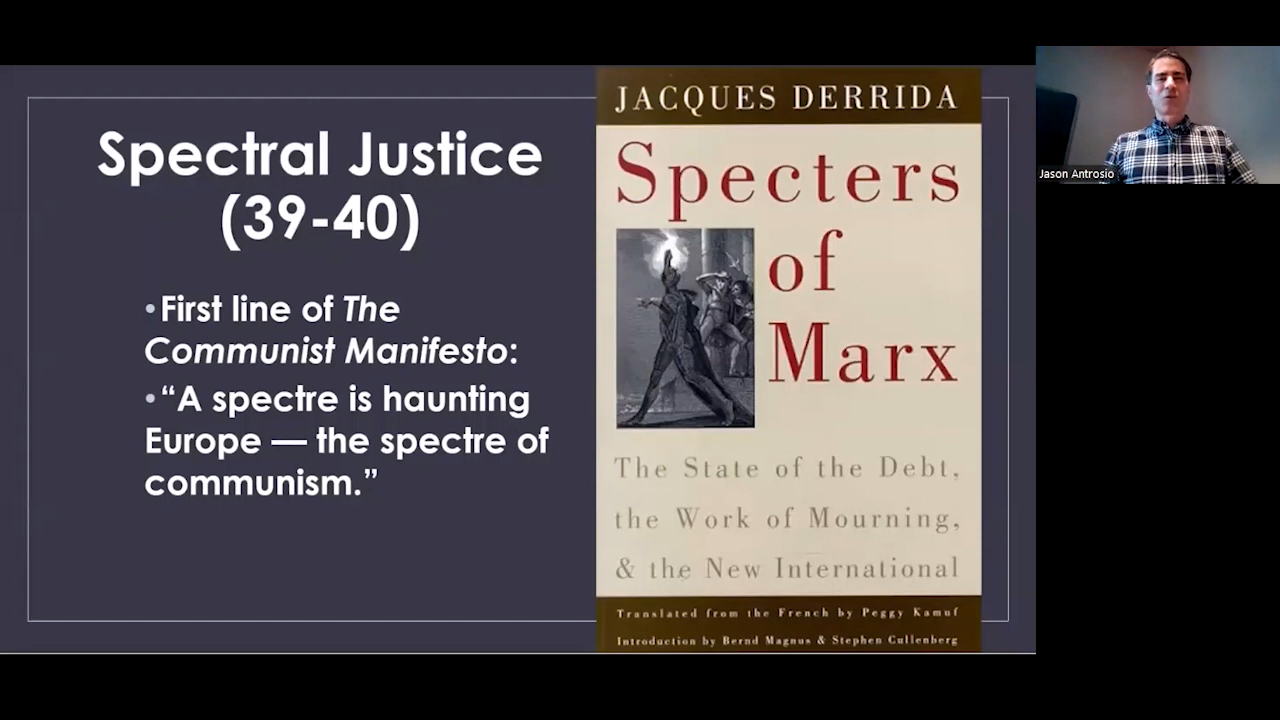 Spectral Justice
(39-40)
•First line of The
Communist Manifesto:
•“A spectre is haunting
Europe — the spectre of
communism.”
JACQUES DERRIDA
Specters
of
Marx
The State of the Debt,
the Work of Mourning,
& the New International
Translated from the French by Peggy Kamuf
Introduction by Bernd Magnus & Stephen Cullenberg
Jason Antrosio